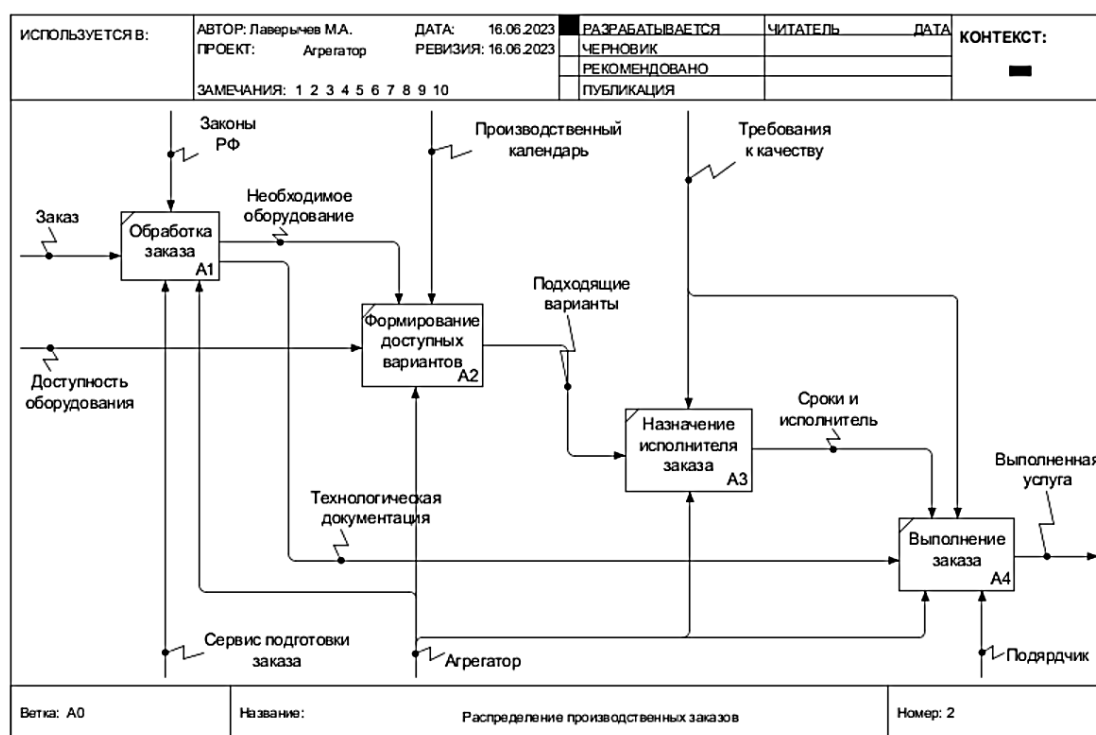 ИСПОЛЬЗУЕТСЯ В:
АВТОР: Лаверычев М.А.
ДАТА: 16.06.2023
ПРОЕКТ: Агрегатор
РЕВИЗИЯ: 16.06.2023
ЗАМЕЧАНИЯ: 1 2 3 4 5 6 7 8 9 10
РАЗРАБАТЫВАЕТСЯ
ЧЕРНОВИК
РЕКОМЕНДОВАНО
ПУБЛИКАЦИЯ
ЧИТАТЕЛЬ
ДАТА
КОНТЕКСТ:
Законы
РФ
Производственный
календарь
Требования
к качеству
Заказ
Необходимое
оборудование
Обработка
заказа
A1
Подходящие
варианты
Формирование
доступных
вариантов
A2
Доступность
оборудования
Назначение
исполнителя
заказа
A3
Сроки и
исполнитель
Выполненная
услуга
Технологическая
документация
Выполнение
заказа
A4
Сервис подготовки
заказа
Агрегатор
Подярдчик
Ветка: A0
Название:
Распределение производственных заказов
Номер: 2